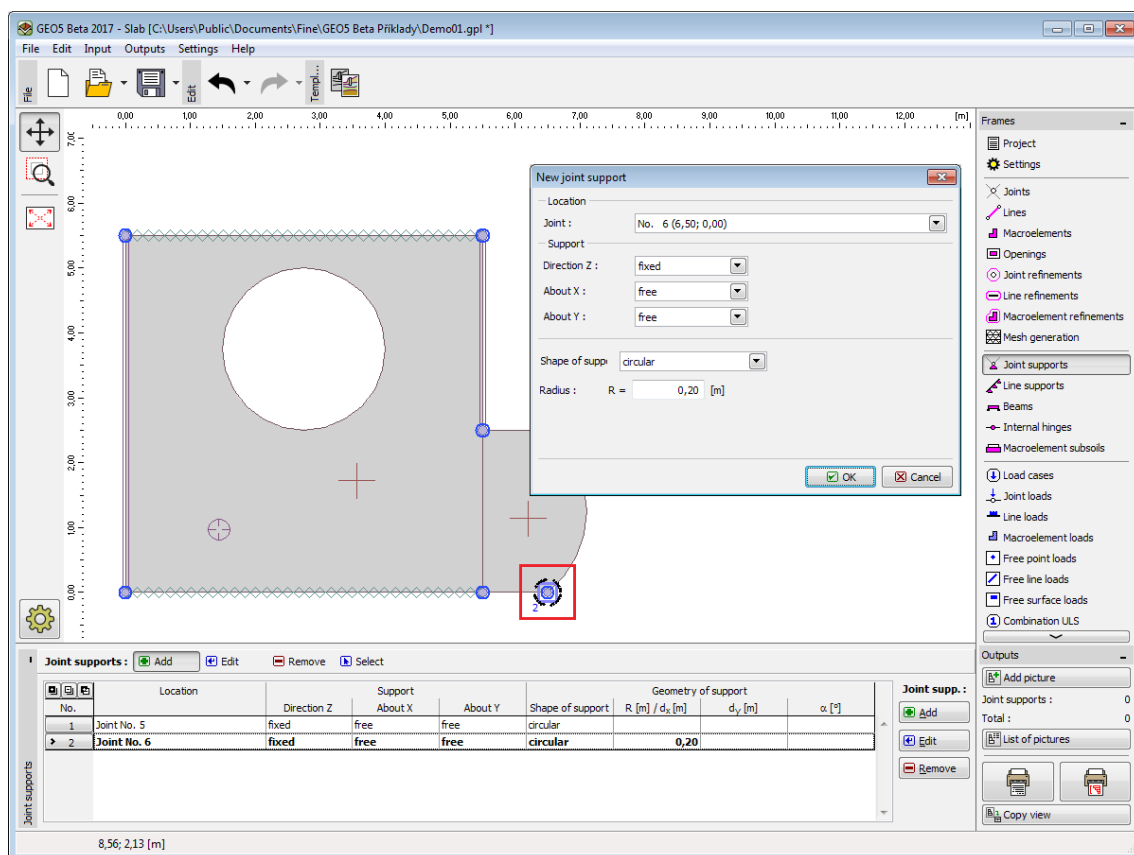 GEO5 Beta 2017 - Slab [C:\Users\Public\Documents\Fine\GEO5 Beta Příklady\Demo01.gpl *]
File Edit Input Outputs Settings Help
File
Edit
Templ...
0,00 1,00 2,00 3,00 4,00 5,00 6,00 7,00 8,00 9,00 10,00 11,00 12,00 [m]
6,00
5,00
4,00
3,00
2,00
1,00
0,00
2
New joint support
Location
Joint : No. 6 (6,50; 0,00)
Support
Direction Z : fixed
About X : free
About Y : free
Shape of supp circular
Radius : R = 0,20 [m]
OK Cancel
Frames
Project
Settings
Joints
Lines
Macroelements
Openings
Joint refinements
Line refinements
Macroelement refinements
Mesh generation
Joint supports
Line supports
Beams
Internal hinges
Macroelement subsoils
Load cases
Joint loads
Line loads
Macroelement loads
Free point loads
Free line loads
Free surface loads
Combination ULS
Outputs
Add picture
Joint supports : 0
Total : 0
List of pictures
Copy view
Joint supports : Add Edit Remove Select
Location Support Geometry of support
No. Direction Z About X About Y Shape of support R [m] / dx [m] dy [m] α [°]
1 Joint No. 5 fixed free free circular
2 Joint No. 6 fixed free free circular 0,20
Joint supp. :
Add
Edit
Remove
Joint supports
8,56; 2,13 [m]